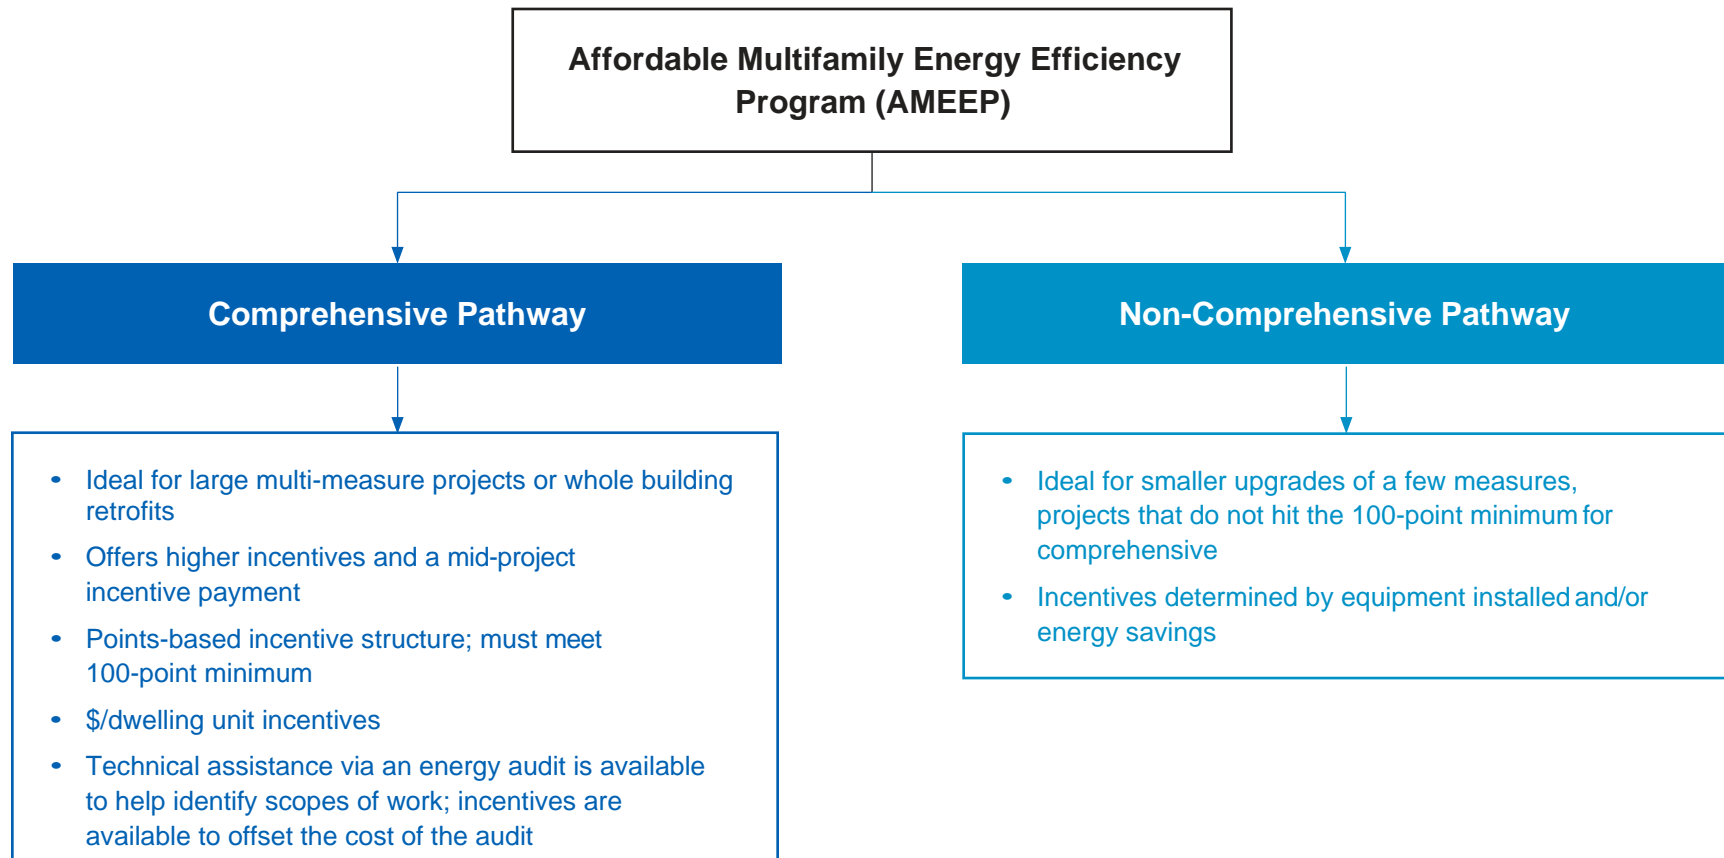 Affordable Multifamily Energy Efficiency
Program (AMEEP)
Comprehensive Pathway
Non-Comprehensive Pathway
• Ideal for large multi-measure projects or whole building
retrofits
• Offers higher incentives and a mid-project
incentive payment
• Points-based incentive structure; must meet
100-point minimum
• $/dwelling unit incentives
• Technical assistance via an energy audit is available
to help identify scopes of work; incentives are
available to offset the cost of the audit
• Ideal for smaller upgrades of a few measures,
projects that do not hit the 100-point minimum for
comprehensive
• Incentives determined by equipment installed and/or
energy savings